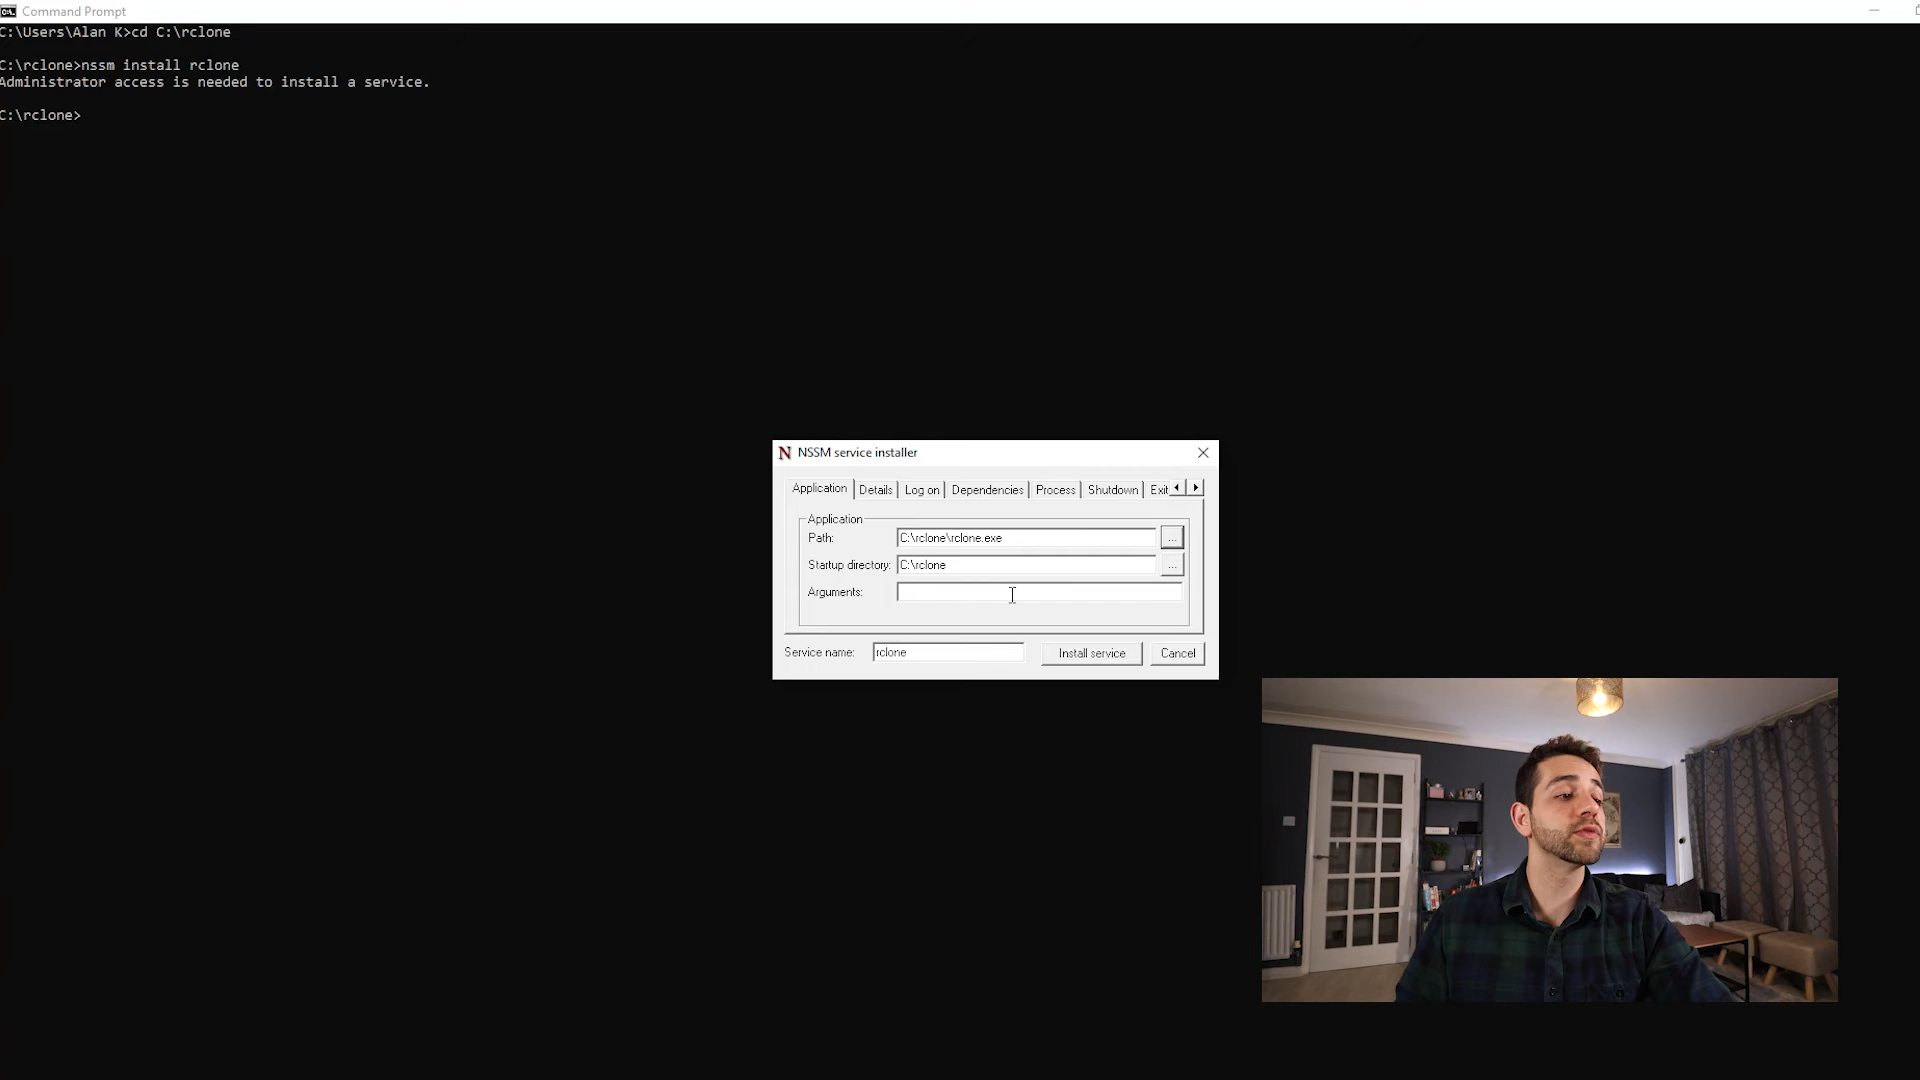 Command Prompt
C:\Users\Alan K>cd C:\rclone
C:\rclone>nssm install rclone
Administrator access is needed to install a service.
C:\rclone>
NSSM service installer
Application Details Log on Dependencies Process Shutdown Exit
Application
Path: C:\rclone\rclone.exe ...
Startup directory: C:\rclone ...
Arguments:
Service name: rclone Install service Cancel